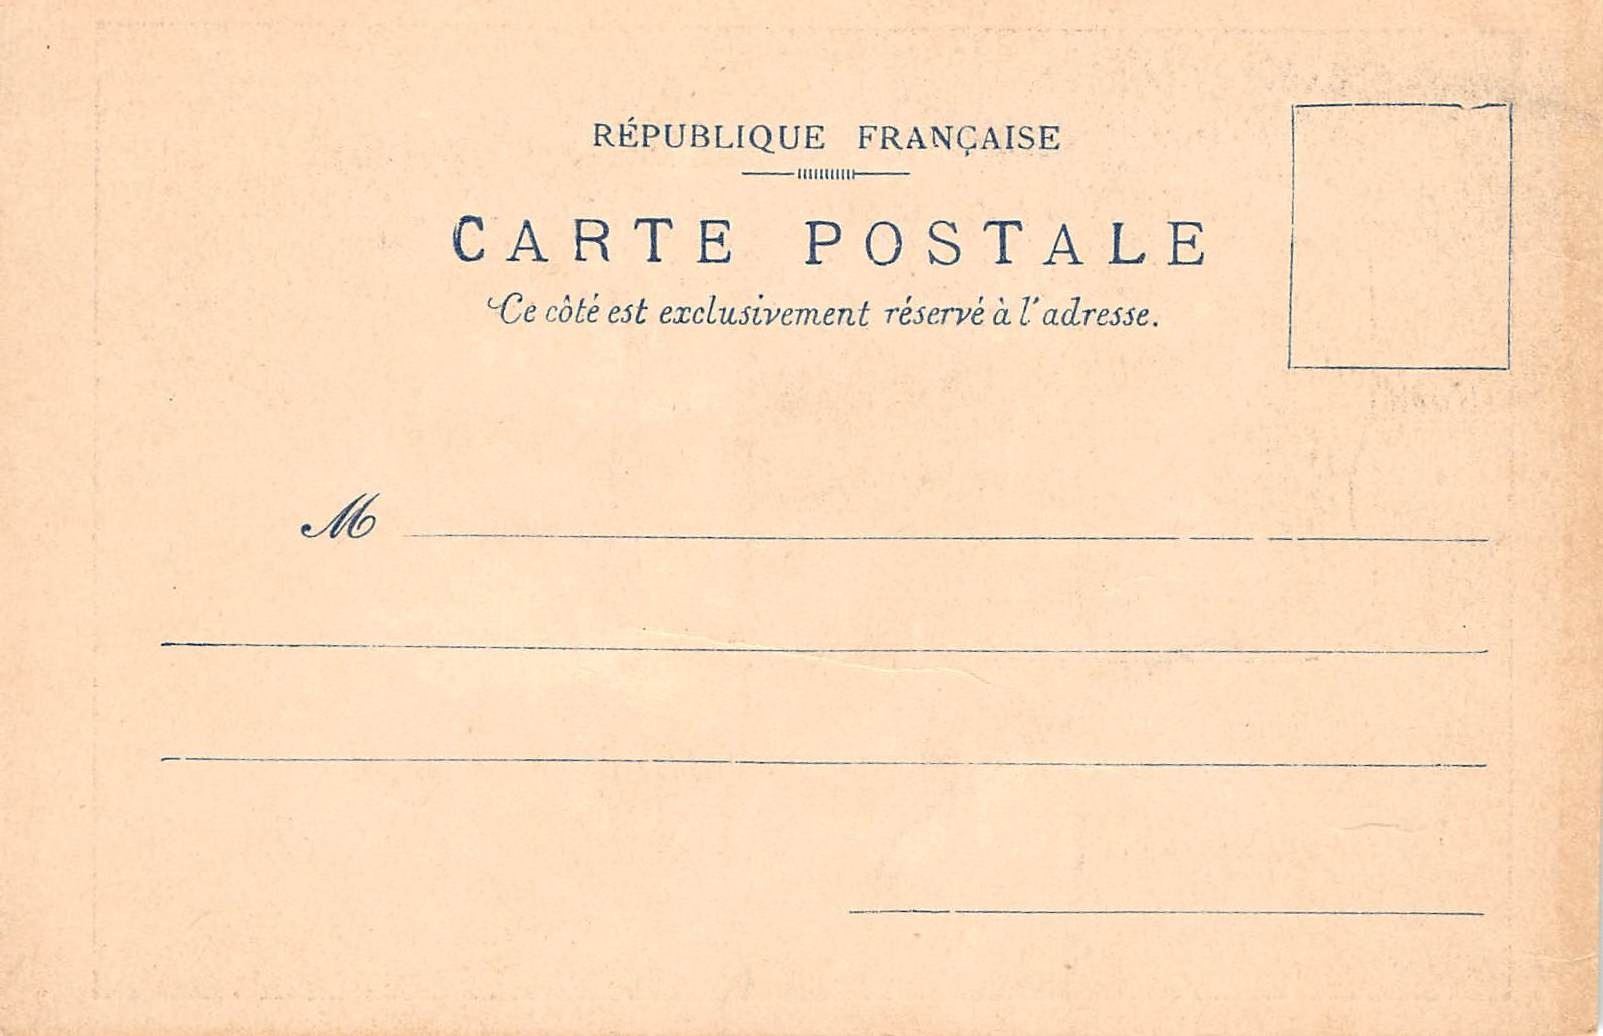 RÉPUBLIQUE FRANÇAISE
CARTE POSTALE
Ce côté est exclusivement réservé à l'adresse.
M